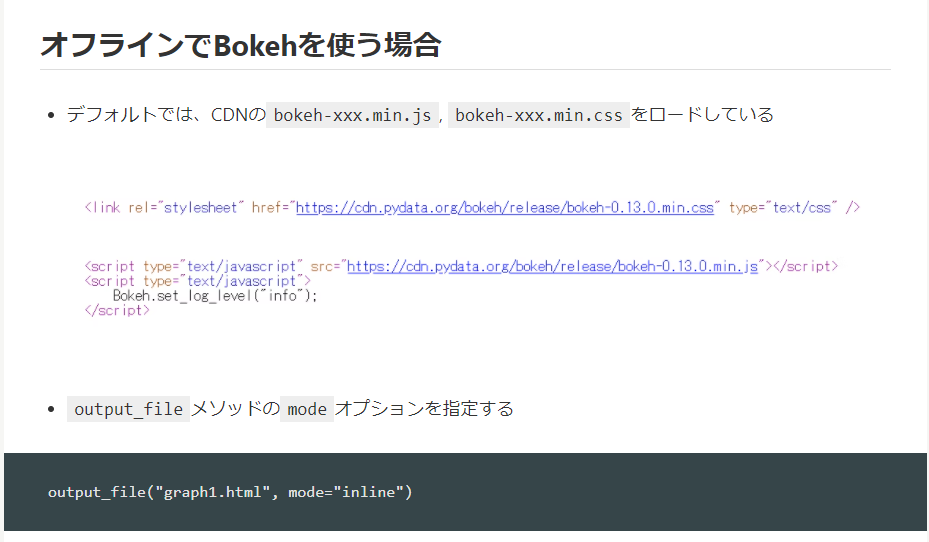 オフラインでBokehを使う場合
デフォルトでは、CDNの bokeh-xxx.min.js , bokeh-xxx.min.css をロードしている
<link rel="stylesheet" href="https://cdn.pydata.org/bokeh/release/bokeh-0.13.0.min.css" type="text/css" />
<script type="text/javascript" src="https://cdn.pydata.org/bokeh/release/bokeh-0.13.0.min.js"></script>
<script type="text/javascript">
Bokeh.set_log_level("info");
</script>
output_file メソッドの mode オプションを指定する
output_file("graph1.html", mode="inline")